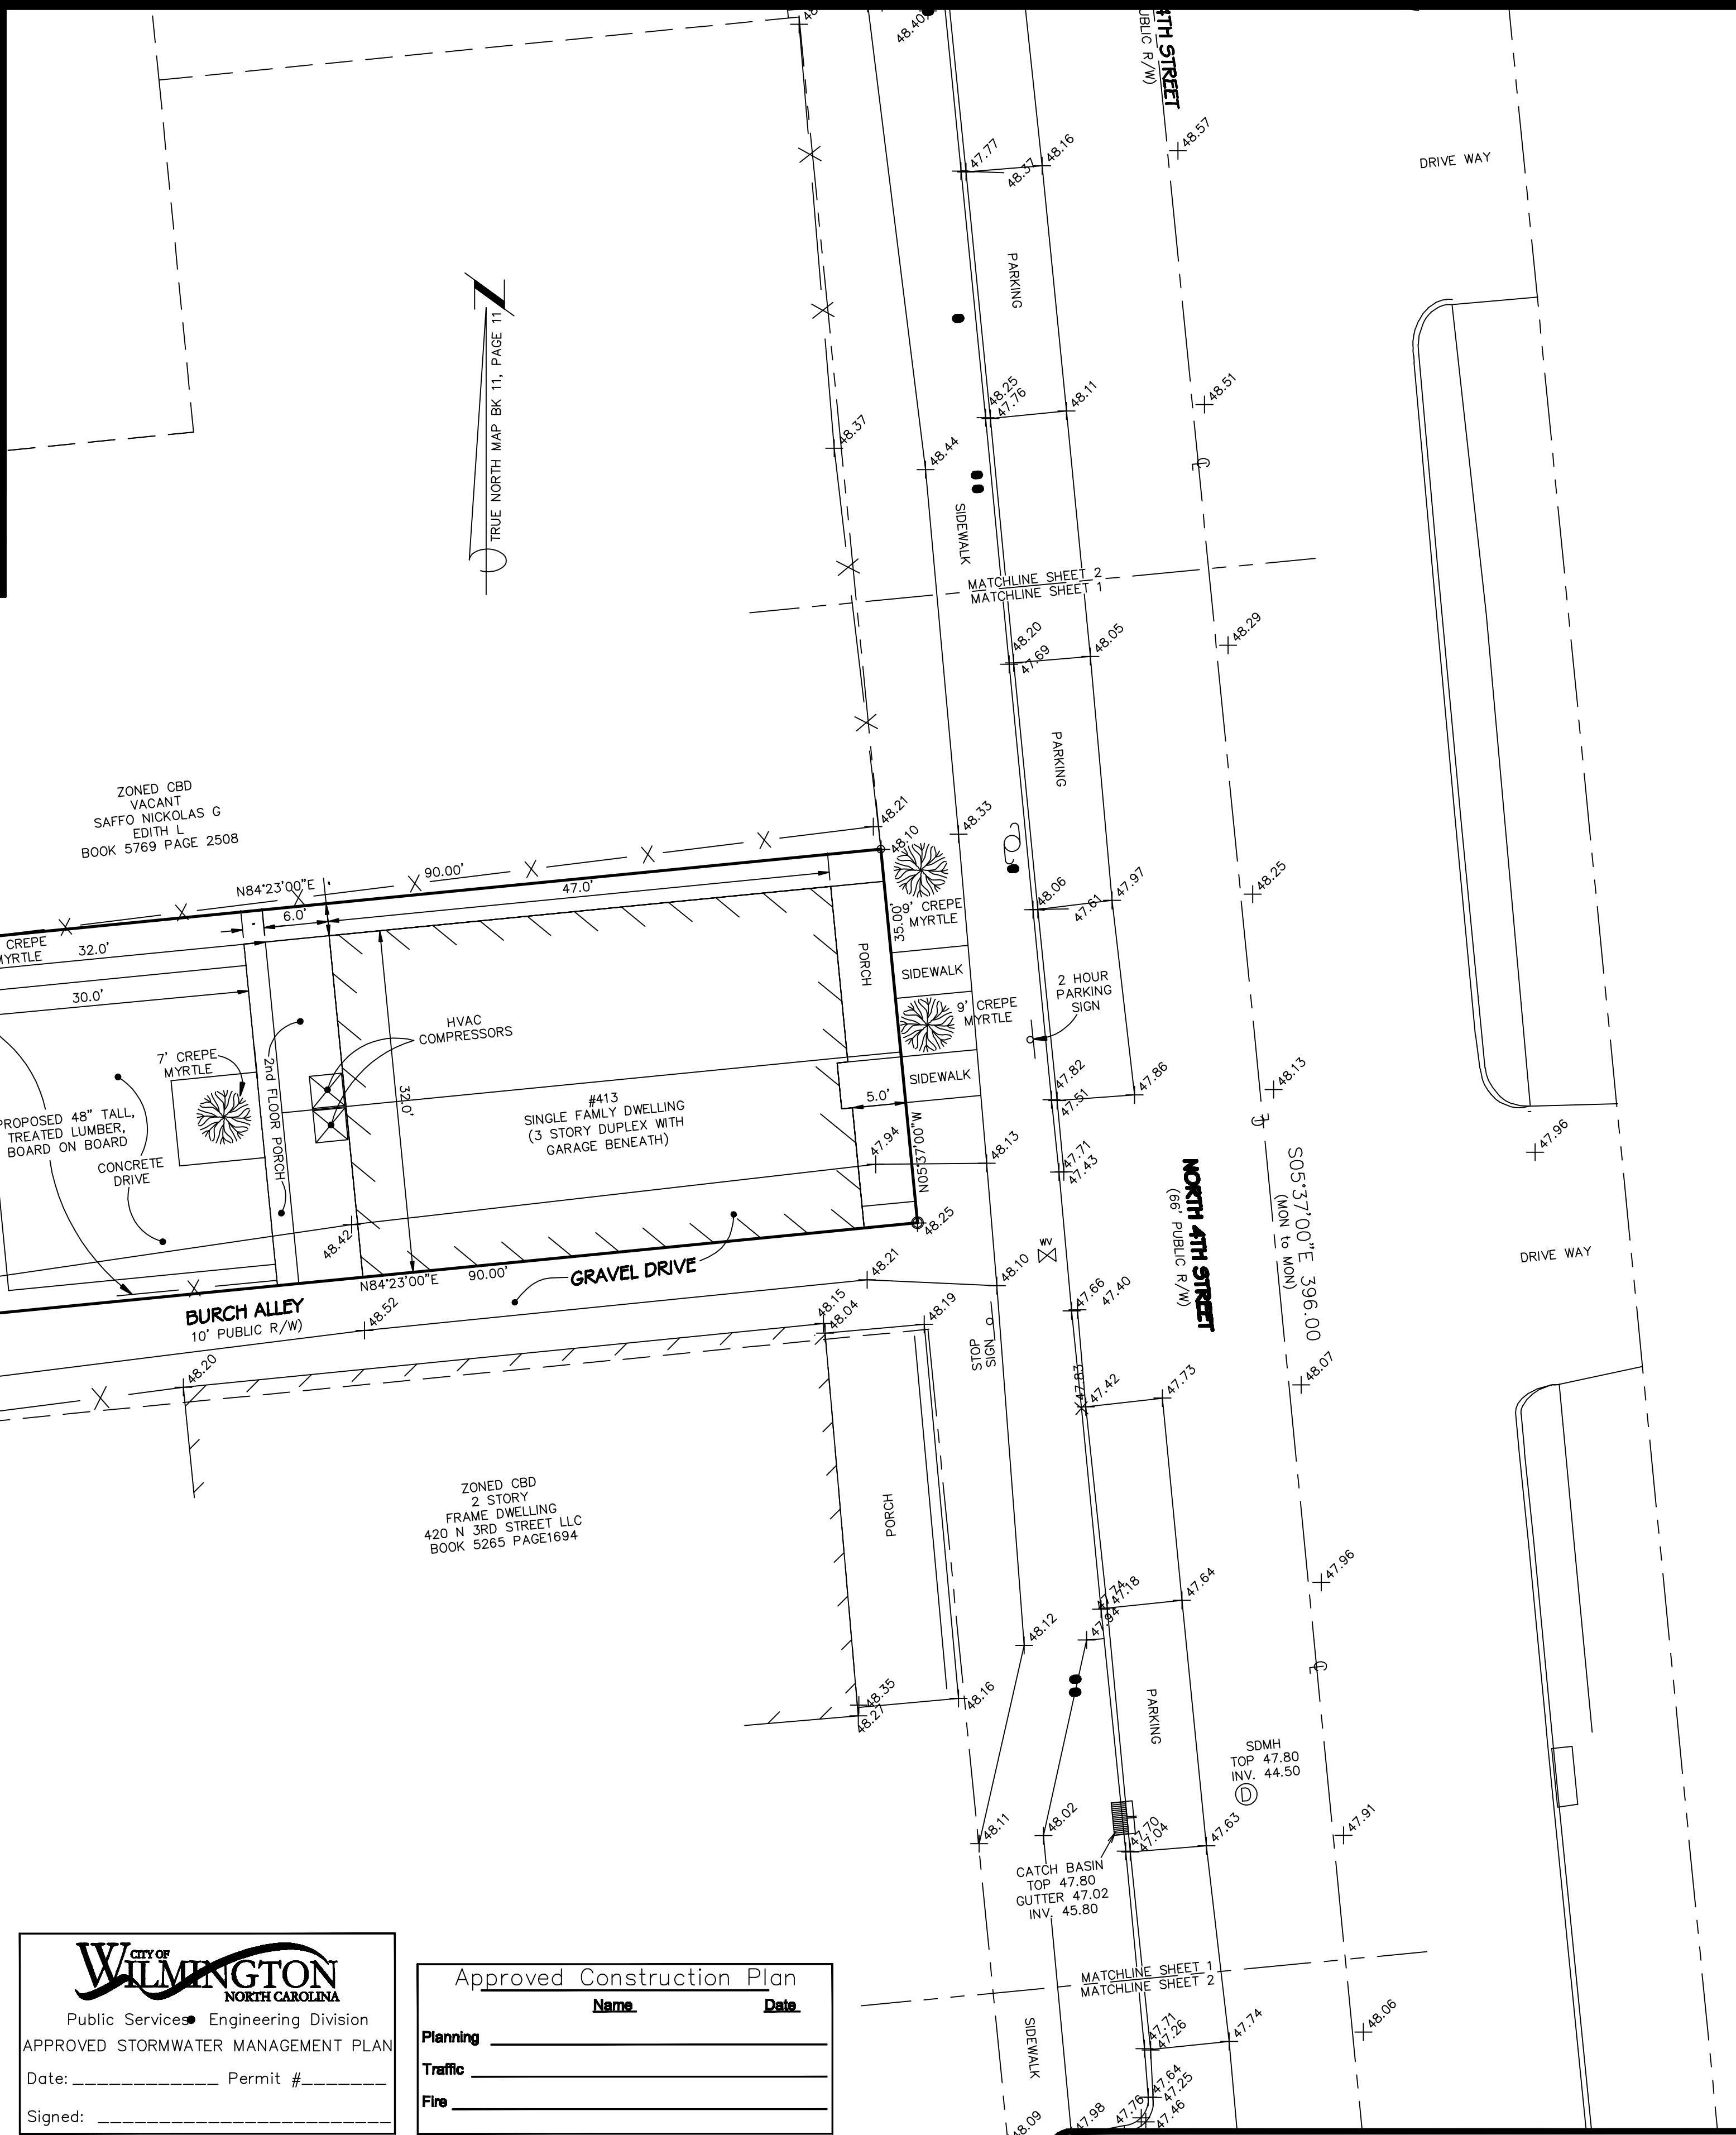 48.40
4TH STREET
48.57
DRIVE WAY
47.77
48.37
48.16
PARKING
TRUE NORTH MAP BK 11, PAGE 11
48.25
47.76
48.11
48.51
48.37
48.44
SIDEWALK
MATCHLINE SHEET 2
MATCHLINE SHEET 1
48.20
47.69
48.05
48.29
PARKING
ZONED CBD
VACANT
SAFFO NICKOLAS G
EDITH L
BOOK 5769 PAGE 2508
48.21
48.10
48.33
N84°23'00"E
90.00'
47.0'
6.0'
48.06
47.61
47.97
48.25
9' CREPE
MYRTLE
35.00'
CREPE
MYRTLE
32.0'
30.0'
PORCH
SIDEWALK
2 HOUR
PARKING
SIGN
9' CREPE
MYRTLE
HVAC
COMPRESSORS
7' CREPE
MYRTLE
2nd FLOOR PORCH
32.0'
#413
SINGLE FAMLY DWELLING
(3 STORY DUPLEX WITH
GARAGE BENEATH)
SIDEWALK
5.0'
47.82
47.51
47.86
48.13
PROPOSED 48" TALL,
TREATED LUMBER,
BOARD ON BOARD
CONCRETE
DRIVE
47.94
N05°37'00"W
48.13
47.71
47.43
47.96
48.42
48.25
NORTH 4TH STREET
(66' PUBLIC R/W)
S05°37'00"E 396.00
(MON to MON)
DRIVE WAY
N84°23'00"E
90.00'
GRAVEL DRIVE
48.21
48.10
WV
BURCH ALLEY
10' PUBLIC R/W)
48.52
48.15
48.04
48.19
47.66
47.40
STOP
SIGN
48.20
47.83
47.42
47.73
48.07
ZONED CBD
2 STORY
FRAME DWELLING
420 N 3RD STREET LLC
BOOK 5265 PAGE1694
PORCH
47.74
47.18
47.94
47.64
47.96
48.12
48.35
48.27
48.16
PARKING
SDMH
TOP 47.80
INV. 44.50
D
48.11
48.02
47.70
47.04
47.63
47.91
CATCH BASIN
TOP 47.80
GUTTER 47.02
INV. 45.80
MATCHLINE SHEET 1
MATCHLINE SHEET 2
SIDEWALK
47.71
47.26
47.74
48.06
47.64
47.25
47.76
47.46
48.09
47.98
CITY OF
WILMINGTON
NORTH CAROLINA
Public Services • Engineering Division
APPROVED STORMWATER MANAGEMENT PLAN
Date: ____________ Permit #_______
Signed: ________________________
Approved Construction Plan
Name Date
Planning
Traffic
Fire